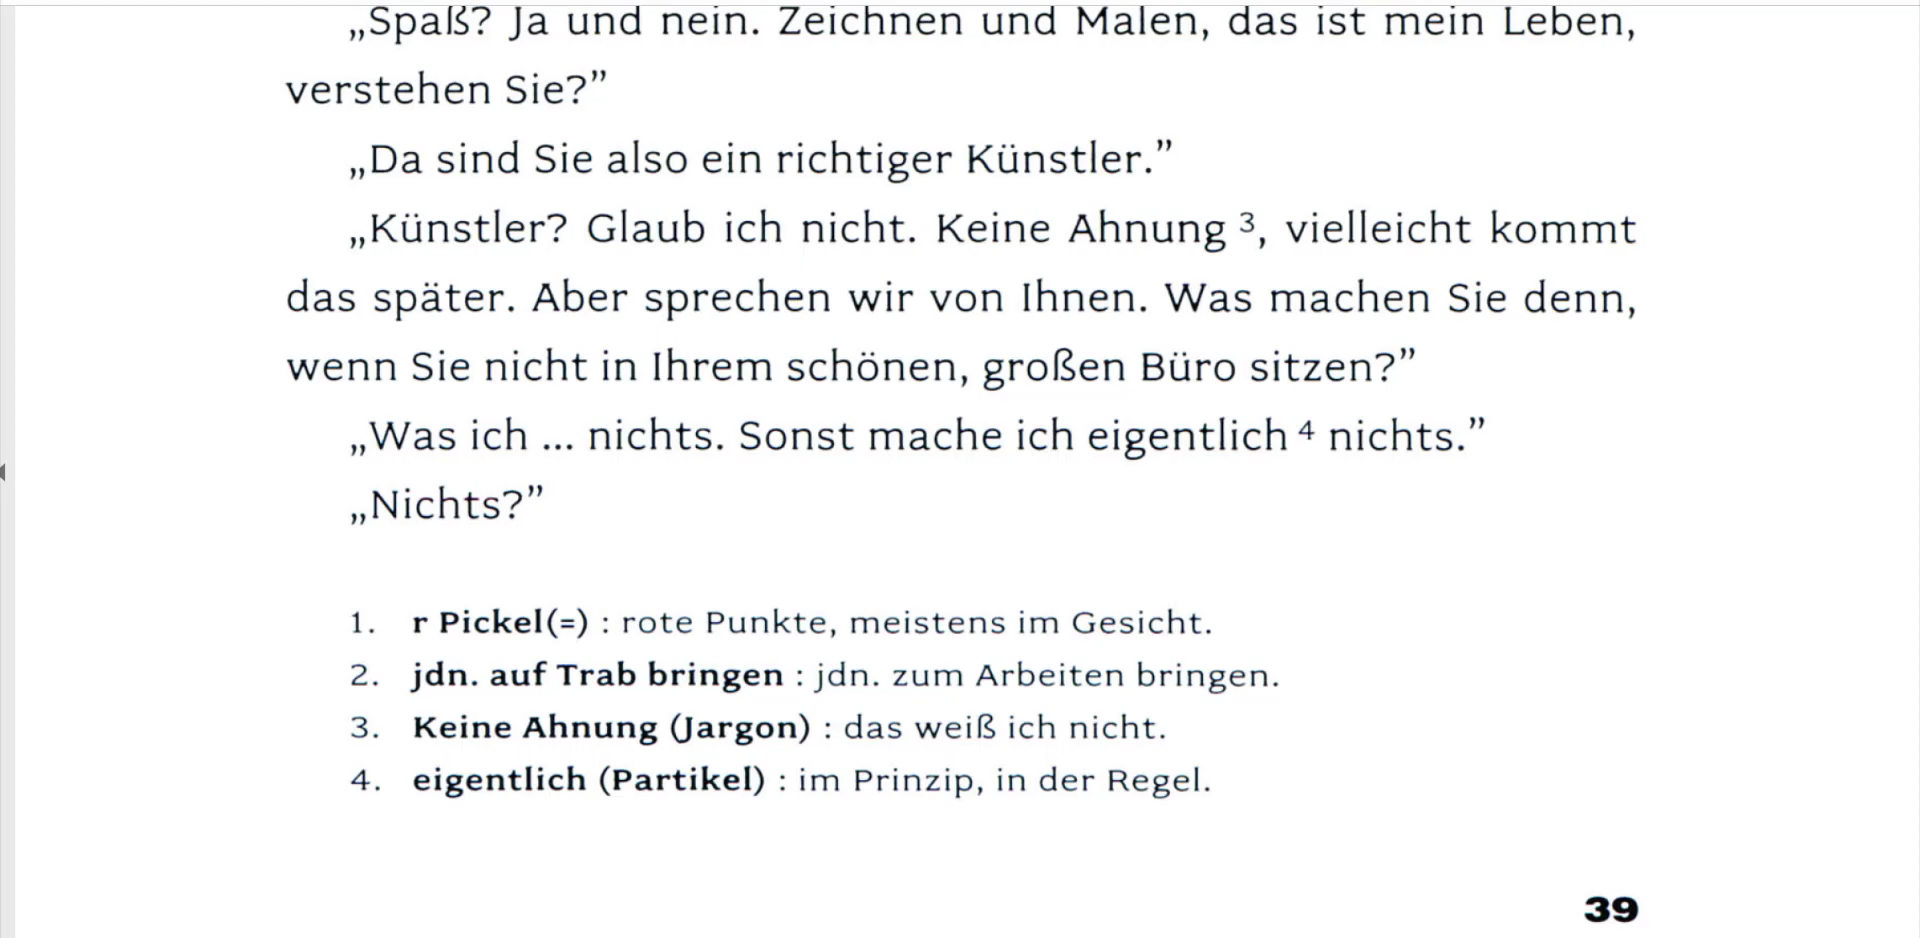 „Spaß? Ja und nein. Zeichnen und Malen, das ist mein Leben,
verstehen Sie?”
„Da sind Sie also ein richtiger Künstler.”
„Künstler? Glaub ich nicht. Keine Ahnung ³, vielleicht kommt
das später. Aber sprechen wir von Ihnen. Was machen Sie denn,
wenn Sie nicht in Ihrem schönen, großen Büro sitzen?”
„Was ich ... nichts. Sonst mache ich eigentlich ⁴ nichts.”
„Nichts?”
1. r Pickel(=) : rote Punkte, meistens im Gesicht.
2. jdn. auf Trab bringen : jdn. zum Arbeiten bringen.
3. Keine Ahnung (Jargon) : das weiß ich nicht.
4. eigentlich (Partikel) : im Prinzip, in der Regel.
39